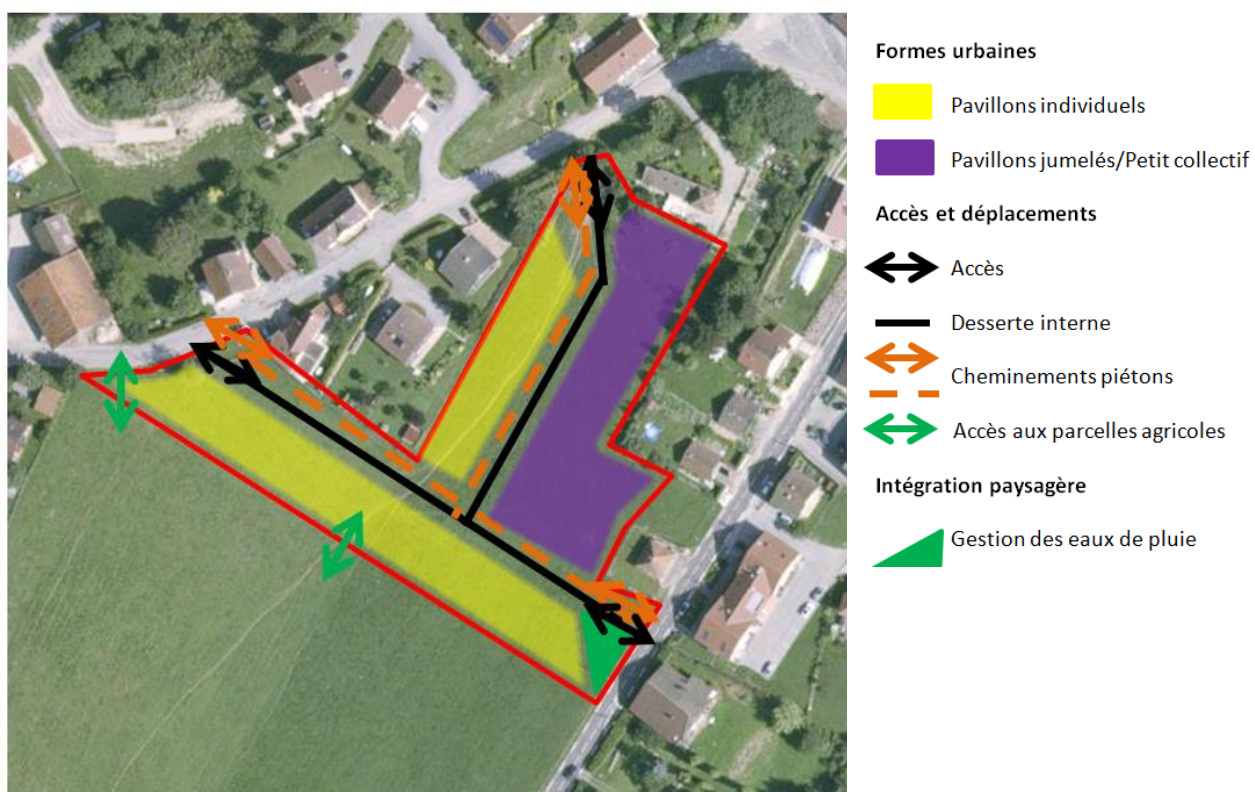 Formes urbaines
Pavillons individuels
Pavillons jumelés/Petit collectif
Accès et déplacements
Accès
Desserte interne
Cheminements piétons
Accès aux parcelles agricoles
Intégration paysagère
Gestion des eaux de pluie